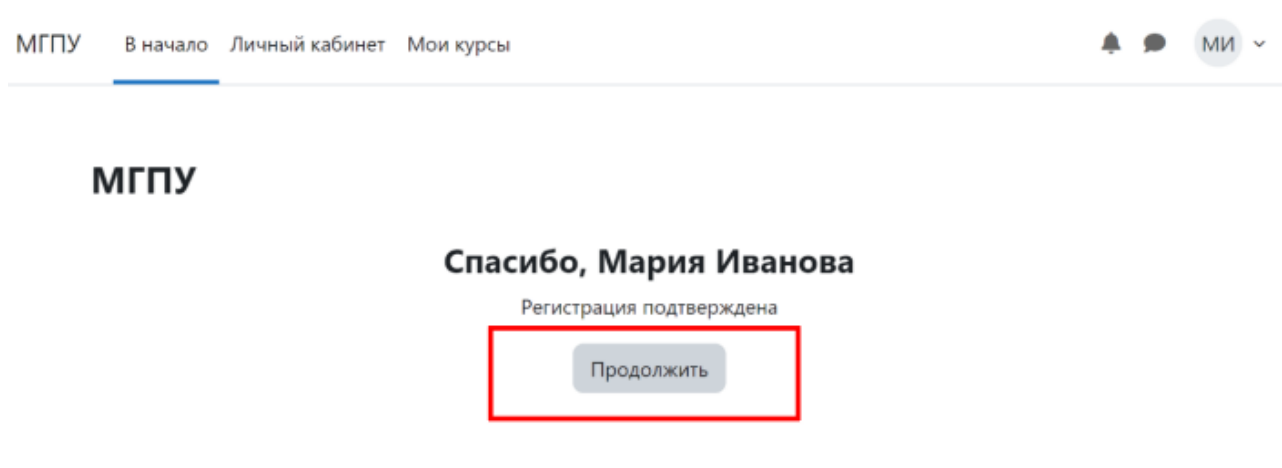 МГПУ В начало Личный кабинет Мои курсы МИ
МГПУ
Спасибо, Мария Иванова
Регистрация подтверждена
Продолжить